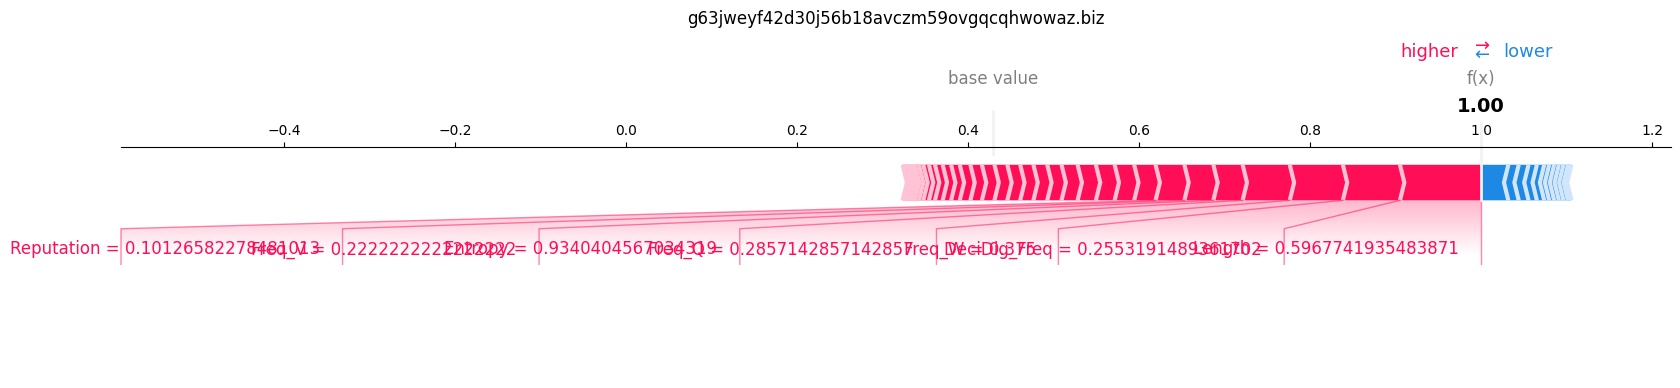 g63jweyf42d30j56b18avczm59ovgqcqhwowaz.biz
higher ⇄ lower
base value f(x)
1.00
−0.4 −0.2 0.0 0.2 0.4 0.6 0.8 1.0 1.2
Reputation = 0.10126582278481013 Freq_v = 0.2222222222222222 Entropy = 0.9340404567034319 Freq_Q = 0.2857142857142857 Freq_W = 0.375 DeciDig_Freq = 0.2553191489361702 Length = 0.5967741935483871